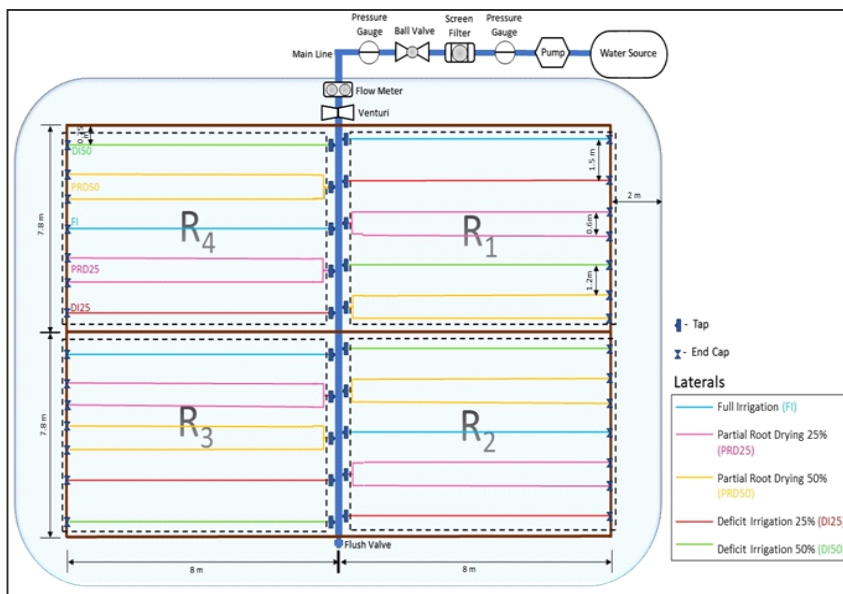 Pressure
Gauge
Ball Valve
Screen
Filter
Pressure
Gauge
Main Line
Pump
Water Source
Flow Meter
Venturi
DI50
1.5 m
PRD50
2 m
7.8 m
FI
R4
R1
0.6m
PRD25
1.2m
DI25
- Tap
- End Cap
Laterals
7.8 m
R3
R2
Full Irrigation (FI)
Partial Root Drying 25%
(PRD25)
Partial Root Drying 50%
(PRD50)
Deficit Irrigation 25% (DI25)
Deficit Irrigation 50% (DI50)
Flush Valve
8 m
8 m